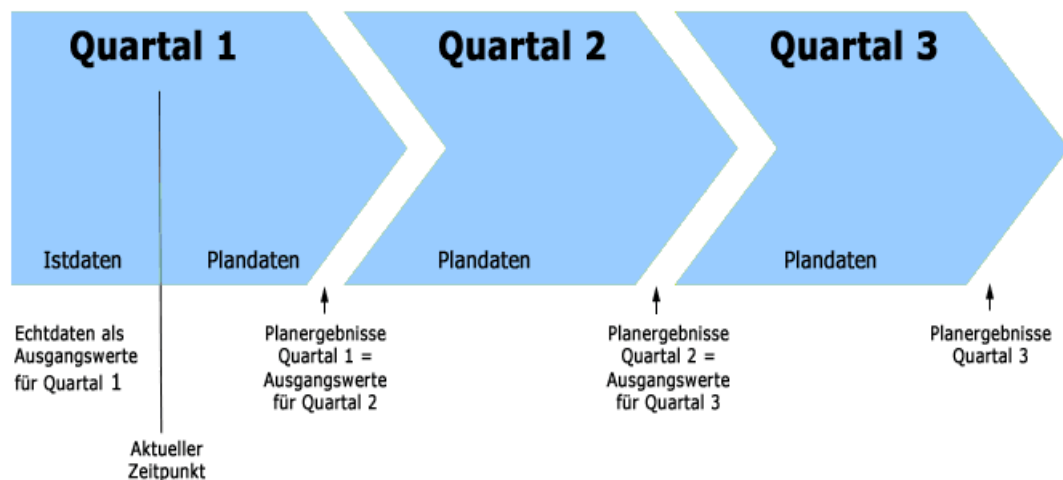 Quartal 1
Quartal 2
Quartal 3
Istdaten
Plandaten
Plandaten
Plandaten
Echtdaten als
Ausgangswerte
für Quartal 1
Planergebnisse
Quartal 1 =
Ausgangswerte
für Quartal 2
Planergebnisse
Quartal 2 =
Ausgangswerte
für Quartal 3
Planergebnisse
Quartal 3
Aktueller
Zeitpunkt